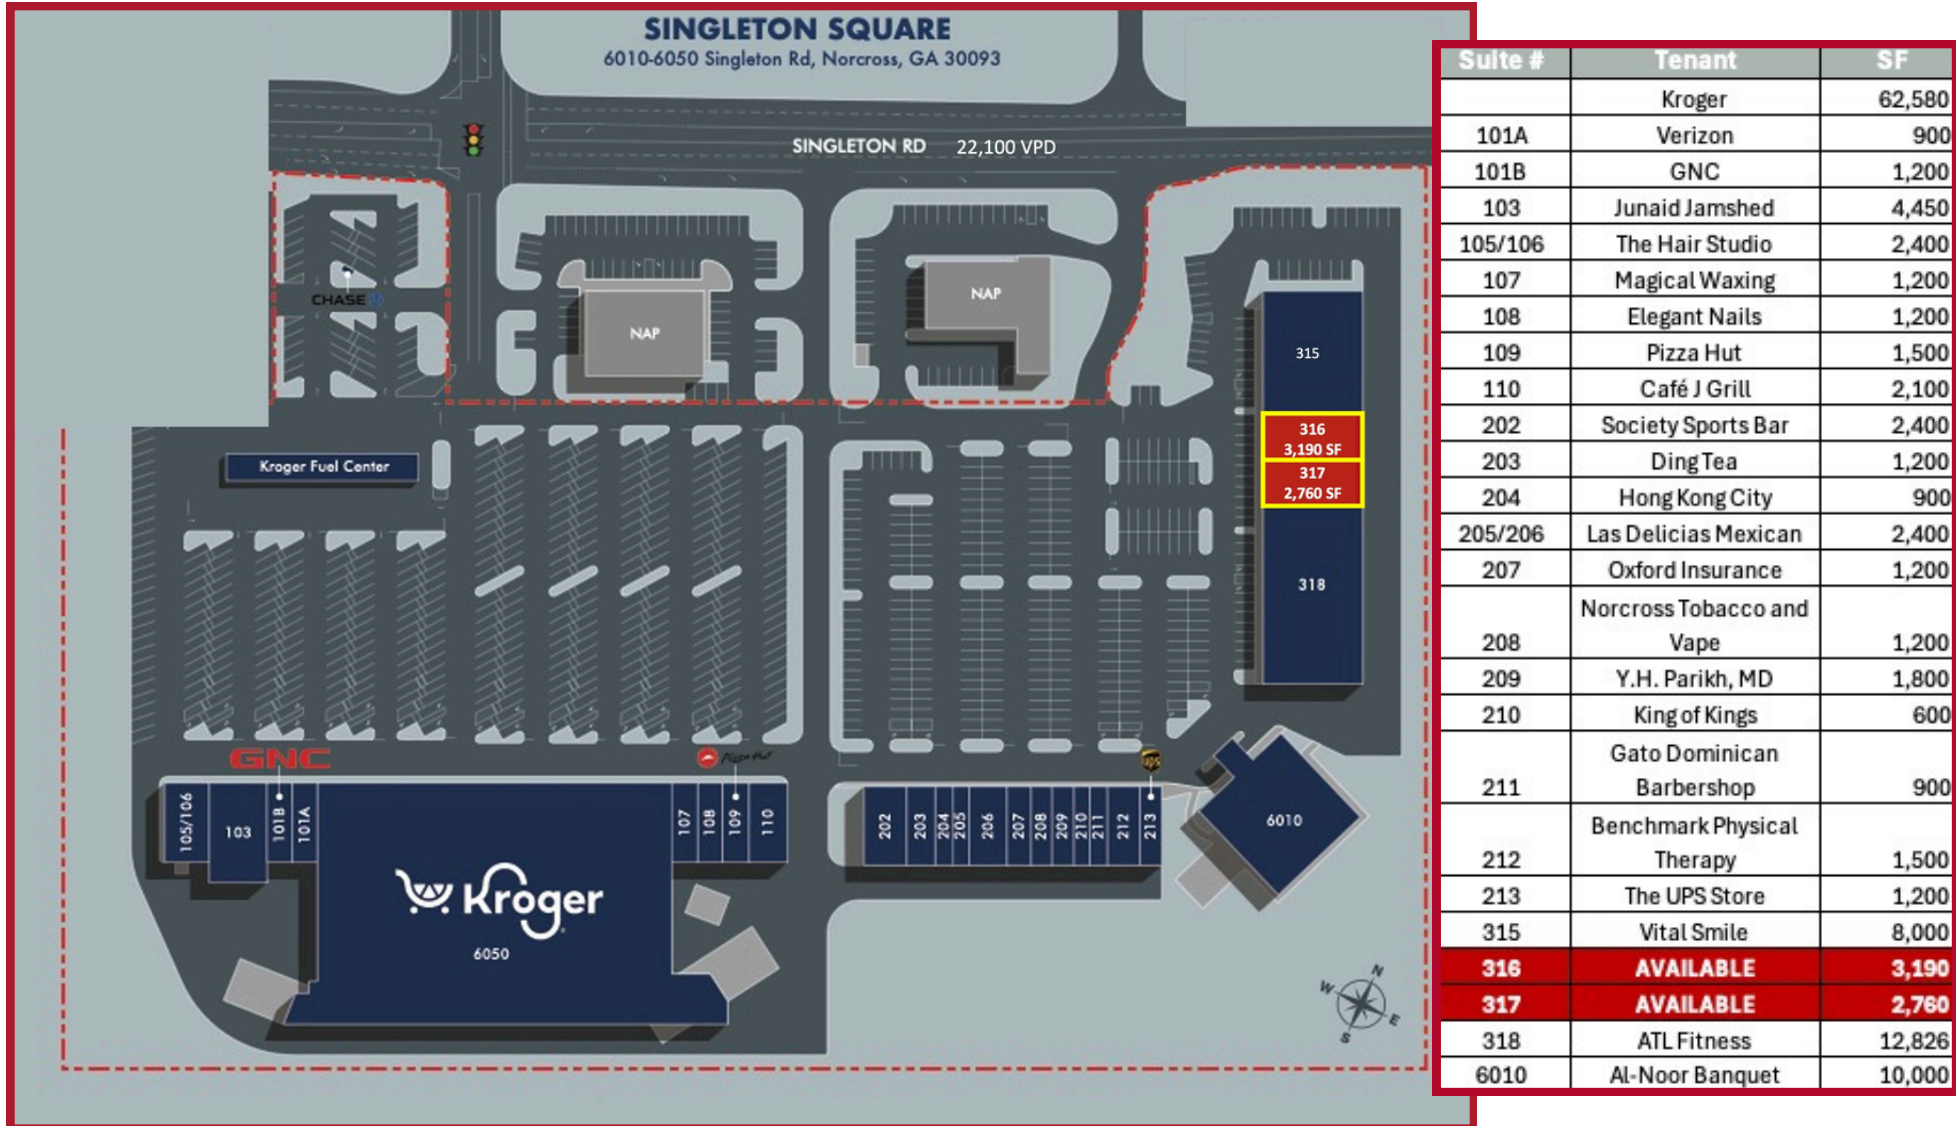 SINGLETON SQUARE
6010-6050 Singleton Rd, Norcross, GA 30093
SINGLETON RD 22,100 VPD
CHASE
NAP
NAP
315
316
3,190 SF
317
2,760 SF
318
Kroger Fuel Center
GNC
Pizza Hut
ups
105/106
103
101B
101A
107
108
109
110
Kroger
6050
202
203
204
205
206
207
208
209
210
211
212
213
6010
N
W
E
S
Suite # Tenant SF
Kroger 62,580
101A Verizon 900
101B GNC 1,200
103 Junaid Jamshed 4,450
105/106 The Hair Studio 2,400
107 Magical Waxing 1,200
108 Elegant Nails 1,200
109 Pizza Hut 1,500
110 Café J Grill 2,100
202 Society Sports Bar 2,400
203 Ding Tea 1,200
204 Hong Kong City 900
205/206 Las Delicias Mexican 2,400
207 Oxford Insurance 1,200
Norcross Tobacco and
208 Vape 1,200
209 Y.H. Parikh, MD 1,800
210 King of Kings 600
Gato Dominican
211 Barbershop 900
Benchmark Physical
212 Therapy 1,500
213 The UPS Store 1,200
315 Vital Smile 8,000
316 AVAILABLE 3,190
317 AVAILABLE 2,760
318 ATL Fitness 12,826
6010 Al-Noor Banquet 10,000